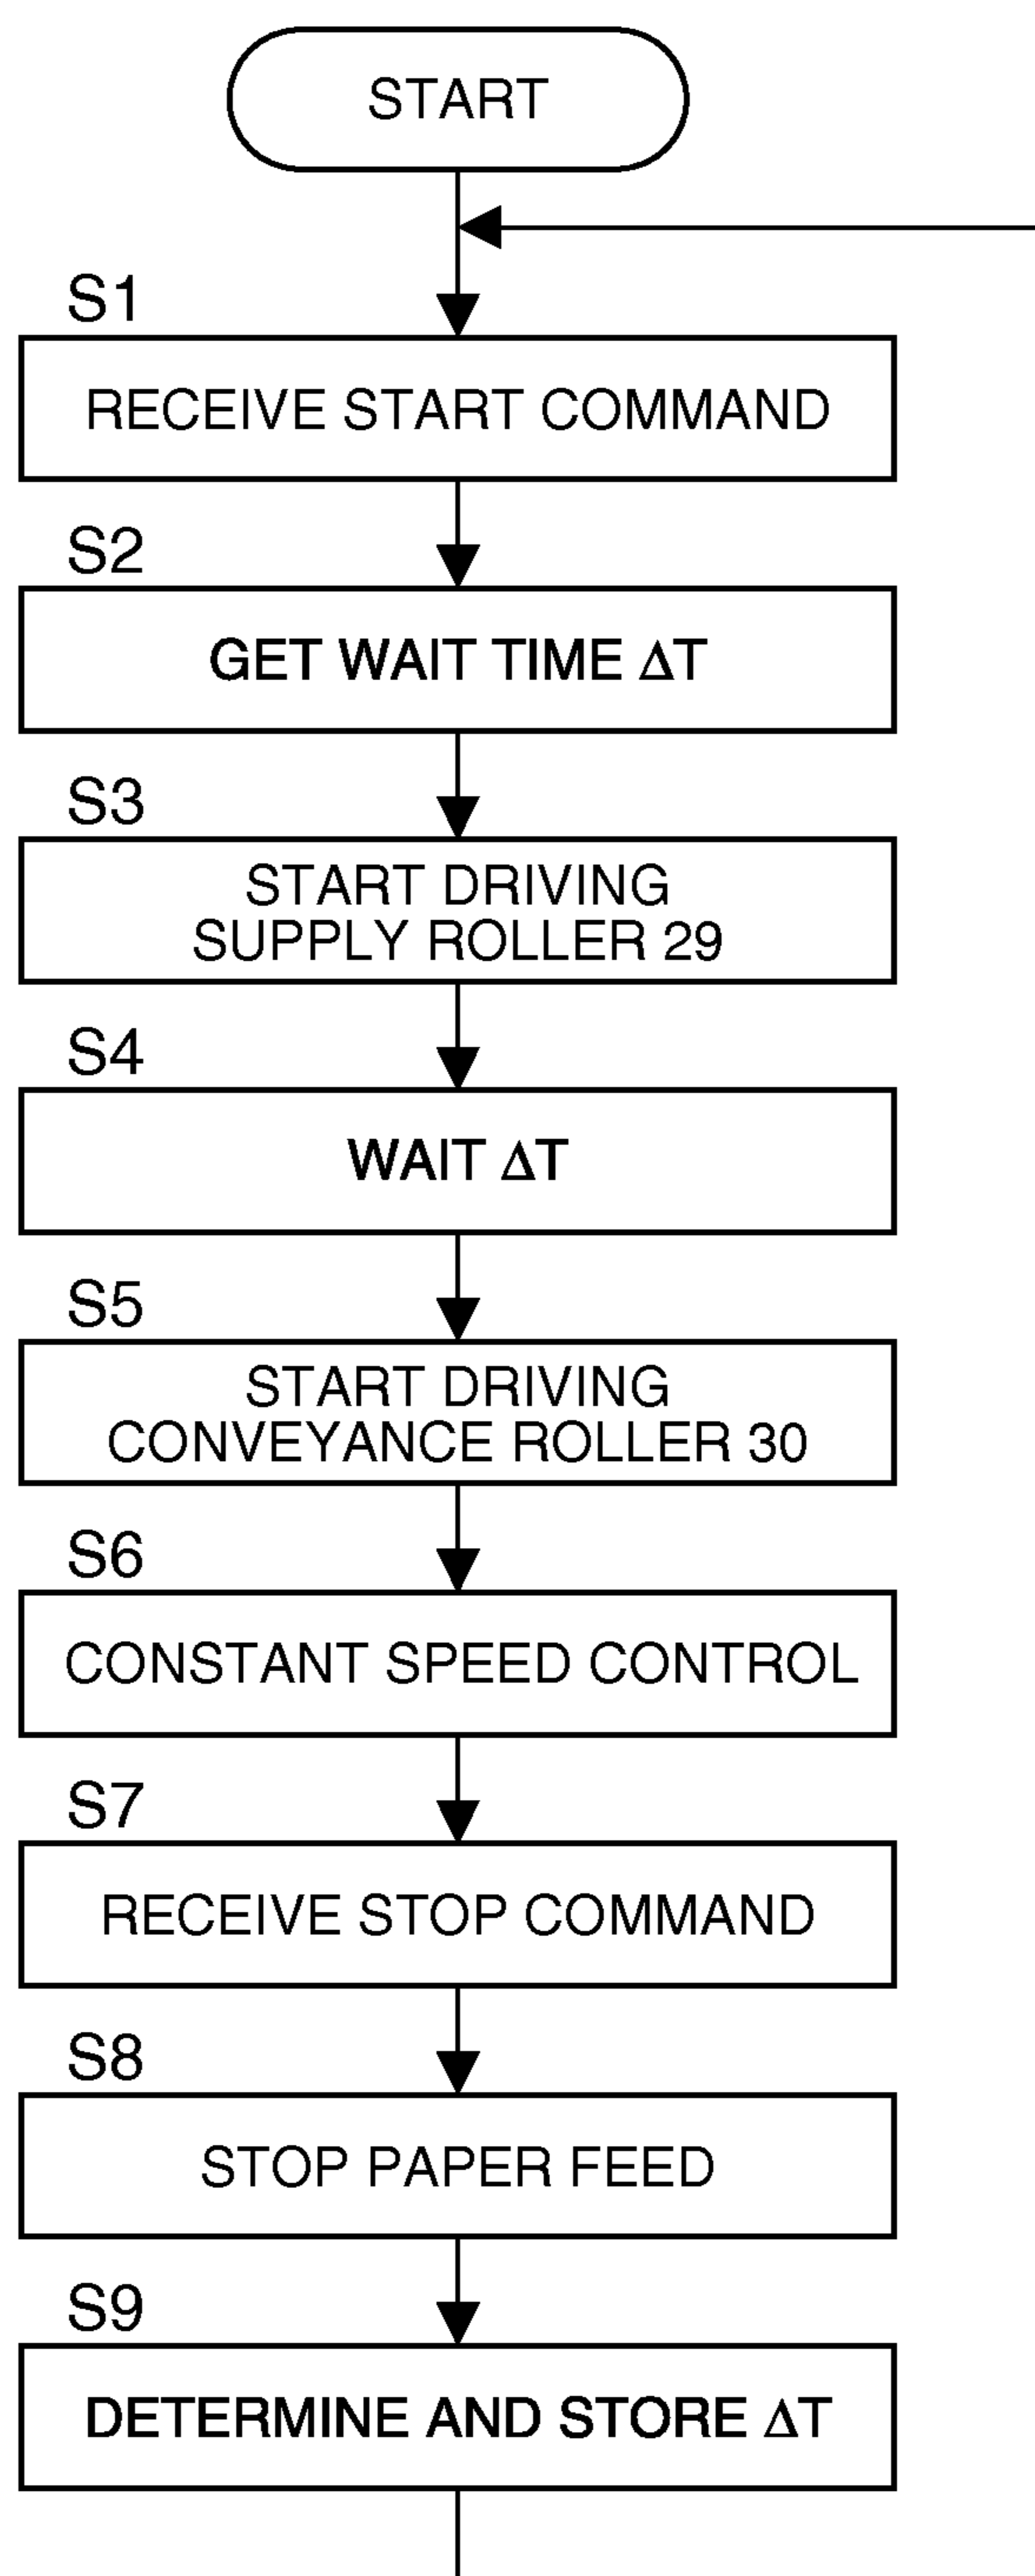 START
S1
RECEIVE START COMMAND
S2
GET WAIT TIME ΔT
S3
START DRIVING
SUPPLY ROLLER 29
S4
WAIT ΔT
S5
START DRIVING
CONVEYANCE ROLLER 30
S6
CONSTANT SPEED CONTROL
S7
RECEIVE STOP COMMAND
S8
STOP PAPER FEED
S9
DETERMINE AND STORE ΔT